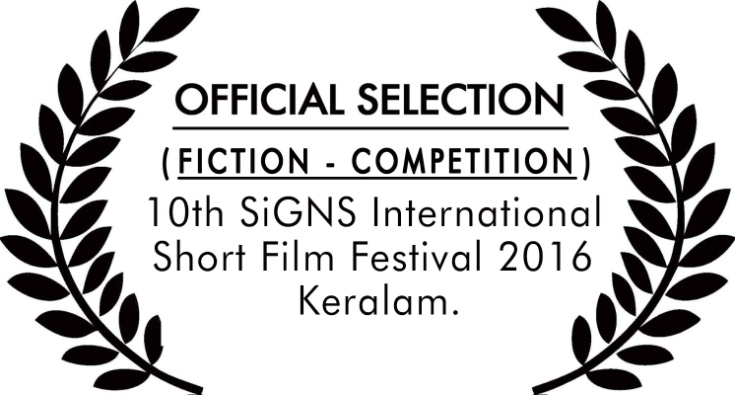 OFFICIAL SELECTION
(FICTION - COMPETITION)
10th SiGNS International
Short Film Festival 2016
Keralam.